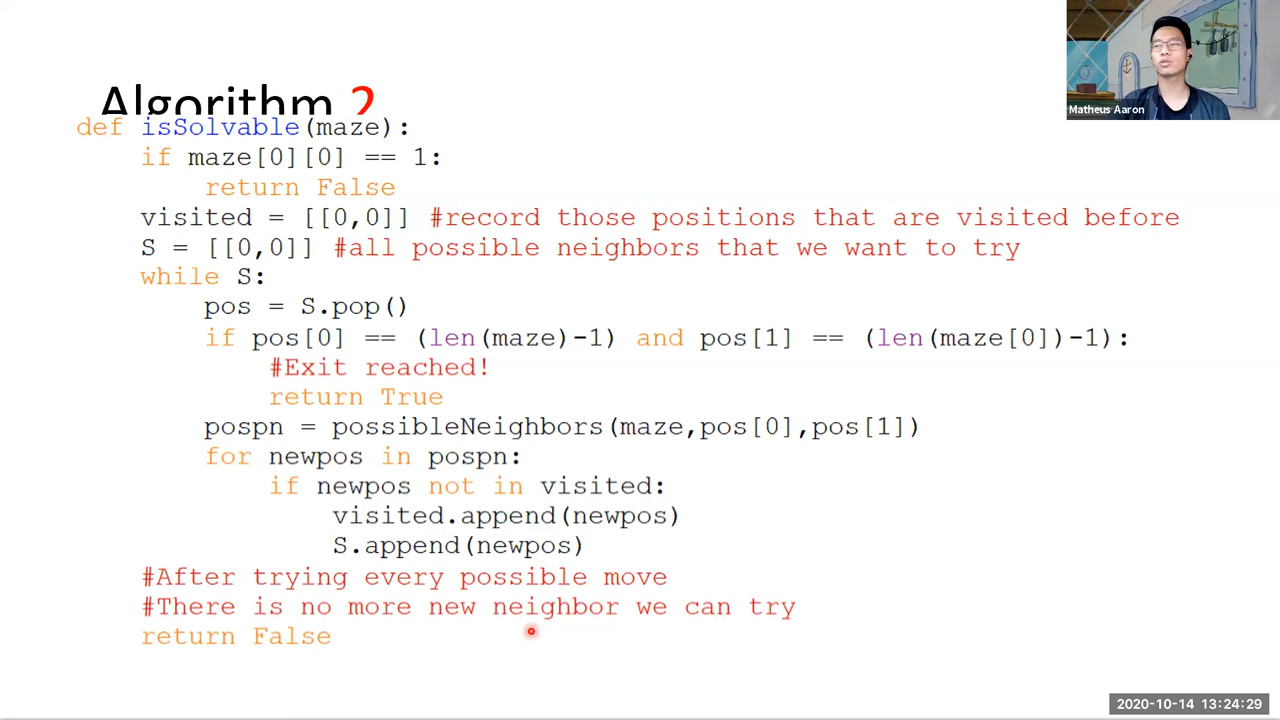 Algorithm 2
def isSolvable(maze):
    if maze[0][0] == 1:
        return False
    visited = [[0,0]] #record those positions that are visited before
    S = [[0,0]] #all possible neighbors that we want to try
    while S:
        pos = S.pop()
        if pos[0] == (len(maze)-1) and pos[1] == (len(maze[0])-1):
            #Exit reached!
            return True
        pospn = possibleNeighbors(maze,pos[0],pos[1])
        for newpos in pospn:
            if newpos not in visited:
                visited.append(newpos)
                S.append(newpos)
    #After trying every possible move
    #There is no more new neighbor we can try
    return False
Matheus Aaron
2020-10-14 13:24:29